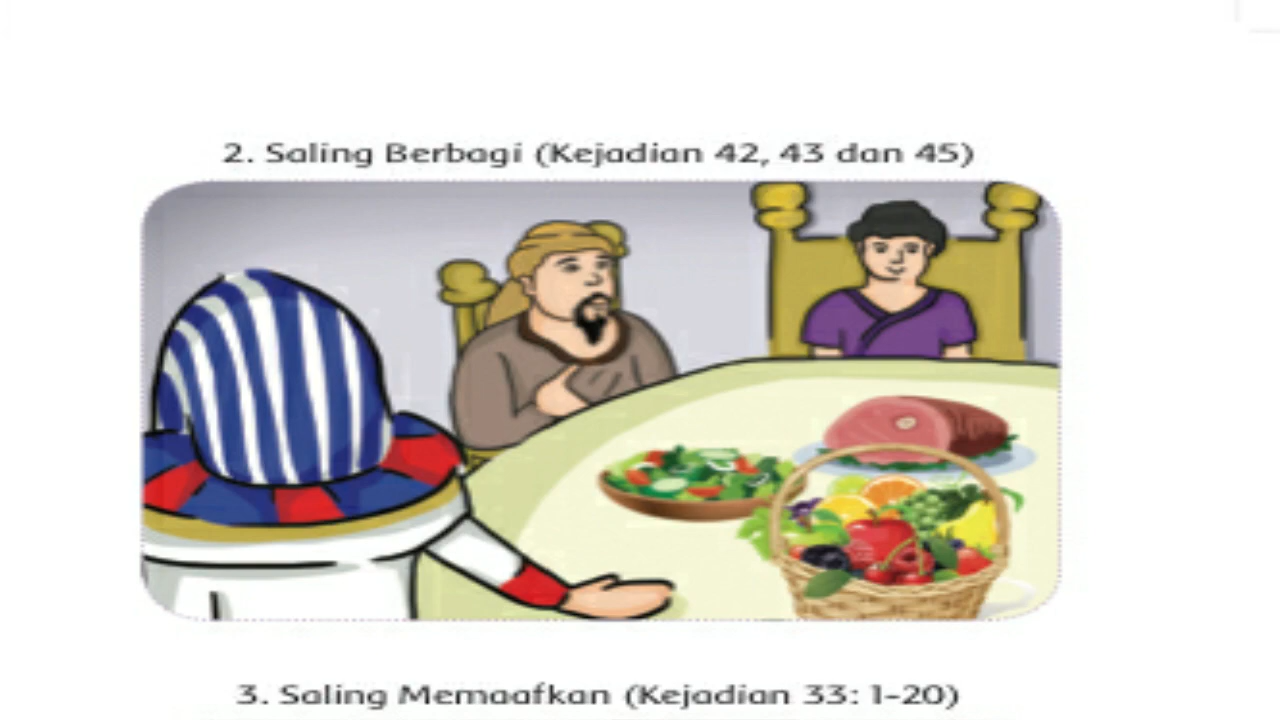 2. Saling Berbagi (Kejadian 42, 43 dan 45)
3. Saling Memaafkan (Kejadian 33: 1-20)